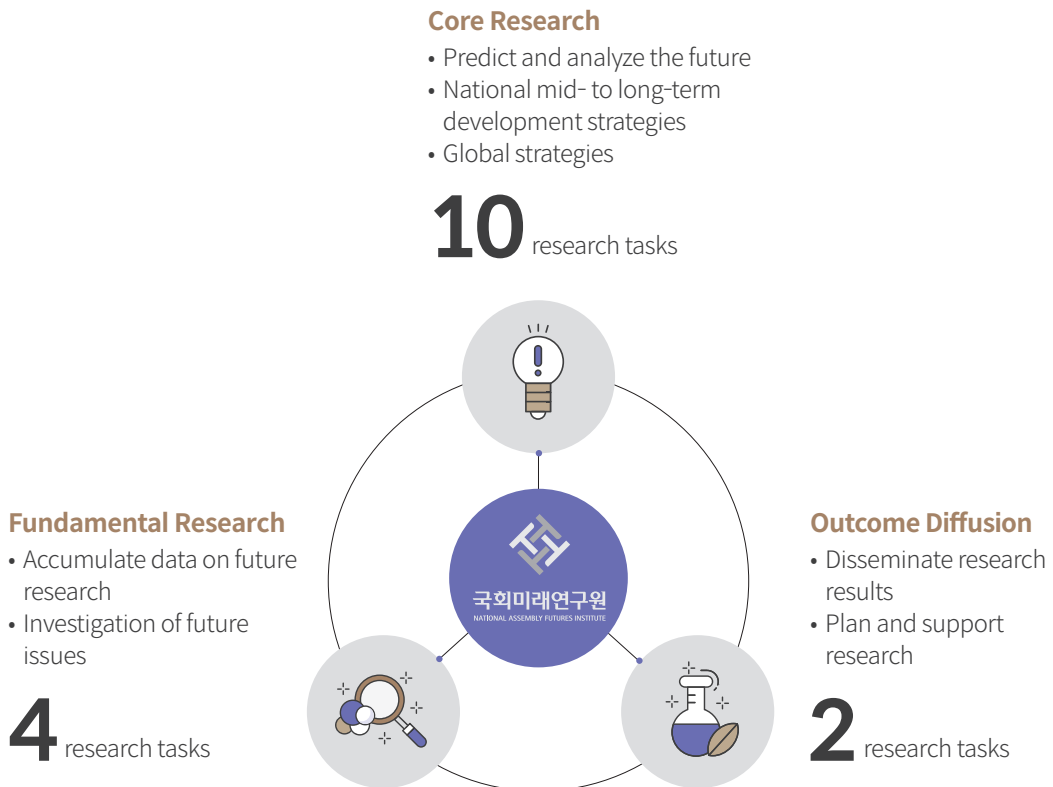 Core Research
• Predict and analyze the future
• National mid- to long-term
development strategies
• Global strategies
10 research tasks
국회미래연구원
NATIONAL ASSEMBLY FUTURES INSTITUTE
Fundamental Research
• Accumulate data on future
research
• Investigation of future
issues
4 research tasks
Outcome Diffusion
• Disseminate research
results
• Plan and support
research
2 research tasks